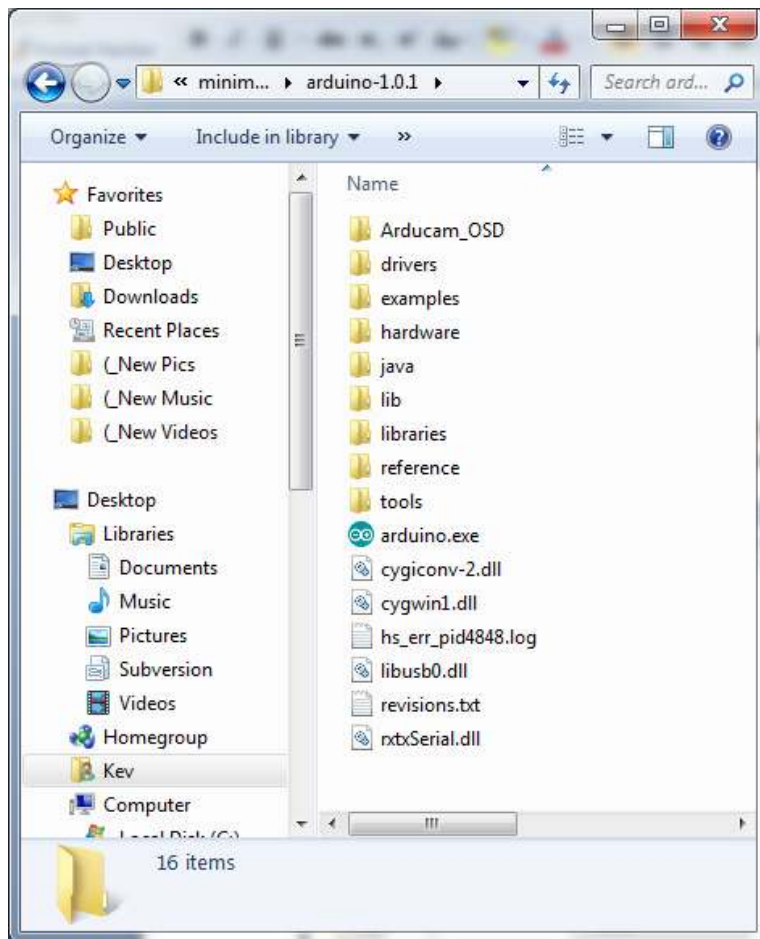 « minim... ▸ arduino-1.0.1 ▸ Search ard...
Organize Include in library »
Favorites
Public
Desktop
Downloads
Recent Places
(_New Pics
(_New Music
(_New Videos
Desktop
Libraries
Documents
Music
Pictures
Subversion
Videos
Homegroup
Kev
Computer
Local Disk (C:)
Name
Arducam_OSD
drivers
examples
hardware
java
lib
libraries
reference
tools
arduino.exe
cygiconv-2.dll
cygwin1.dll
hs_err_pid4848.log
libusb0.dll
revisions.txt
rxtxSerial.dll
16 items